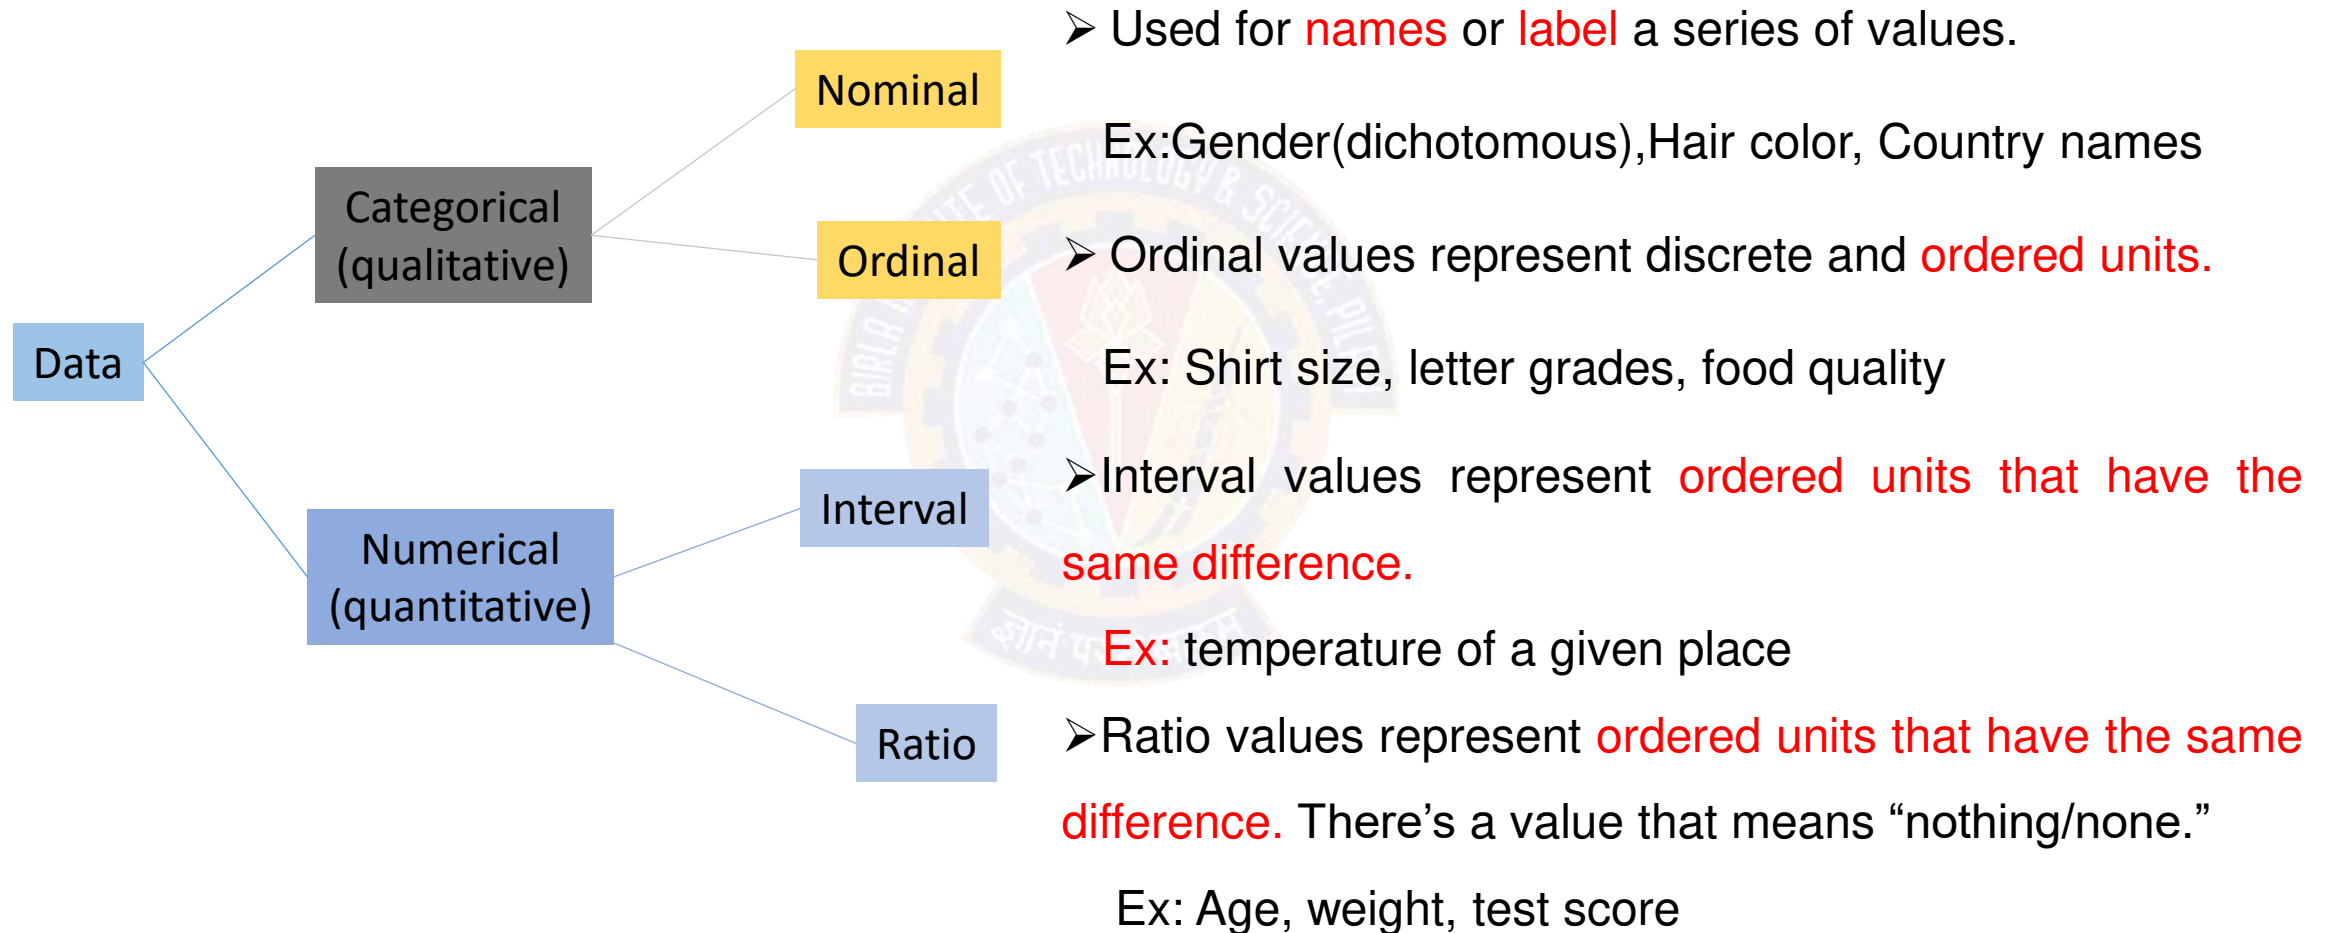 ➢ Used for names or label a series of values.
Nominal
Ex:Gender(dichotomous),Hair color, Country names
Categorical
(qualitative)
Ordinal
➢ Ordinal values represent discrete and ordered units.
Data
Ex: Shirt size, letter grades, food quality
➢Interval values represent ordered units that have the
Interval
same difference.
Numerical
(quantitative)
Ex: temperature of a given place
Ratio
➢Ratio values represent ordered units that have the same
difference. There’s a value that means “nothing/none.”
Ex: Age, weight, test score